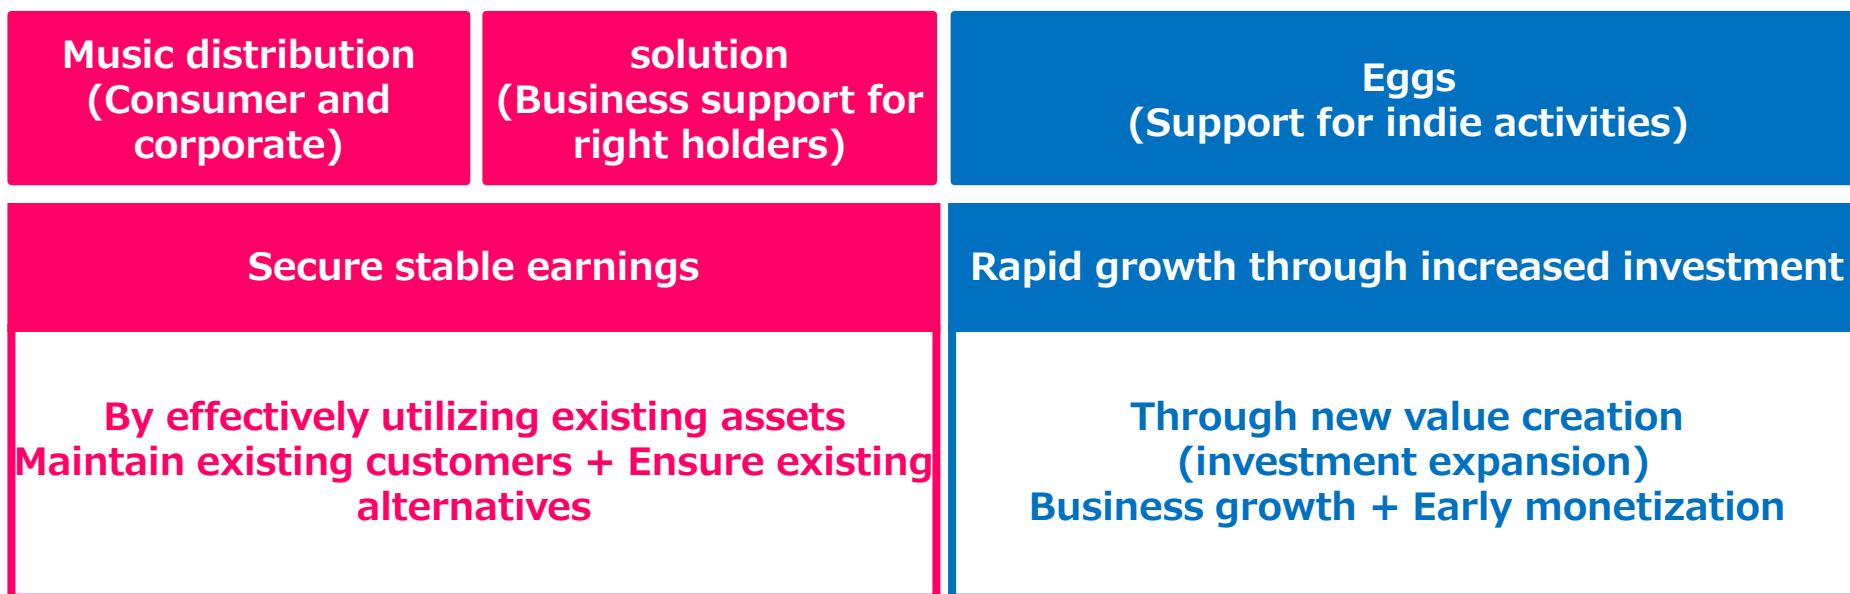 Music distribution
(Consumer and
corporate)
solution
(Business support for
right holders)
Eggs
(Support for indie activities)
Secure stable earnings
Rapid growth through increased investment
By effectively utilizing existing assets
Maintain existing customers + Ensure existing
alternatives
Through new value creation
(investment expansion)
Business growth + Early monetization